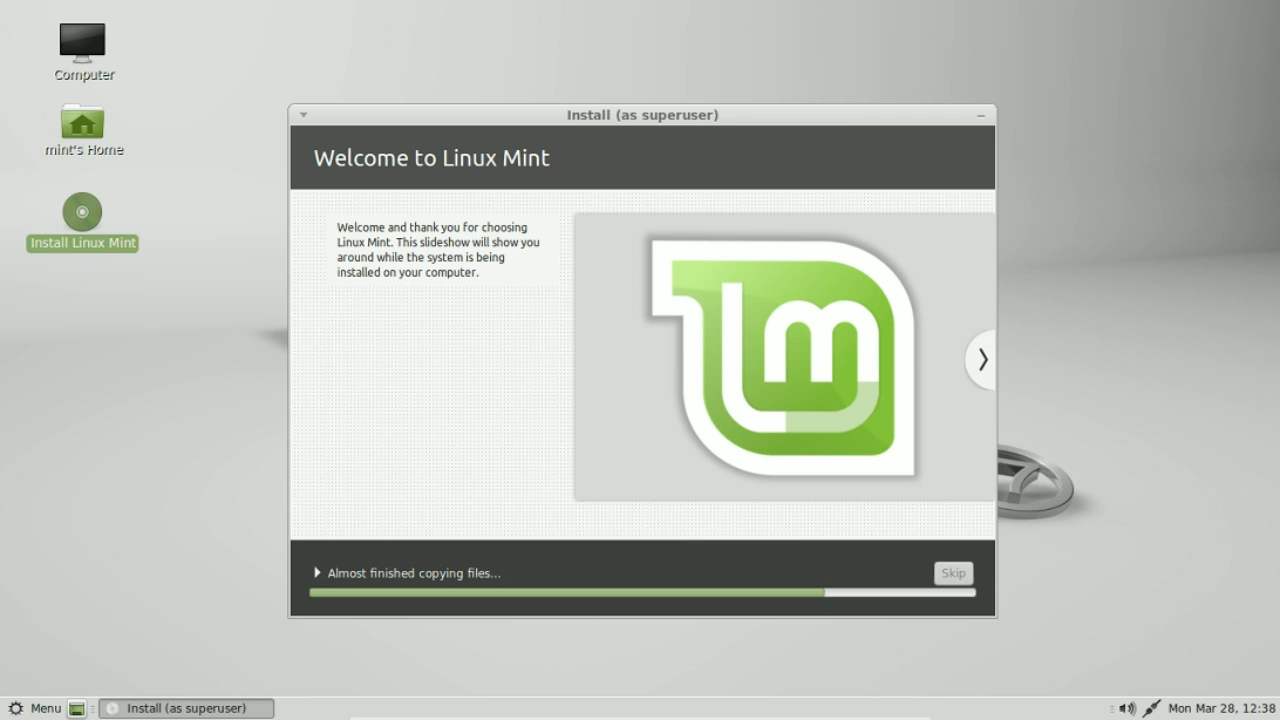 Computer
mint's Home
Install Linux Mint
Install (as superuser)
Welcome to Linux Mint
Welcome and thank you for choosing
Linux Mint. This slideshow will show you
around while the system is being
installed on your computer.
lm
Almost finished copying files...
Skip
Menu
Install (as superuser)
Mon Mar 28, 12:38